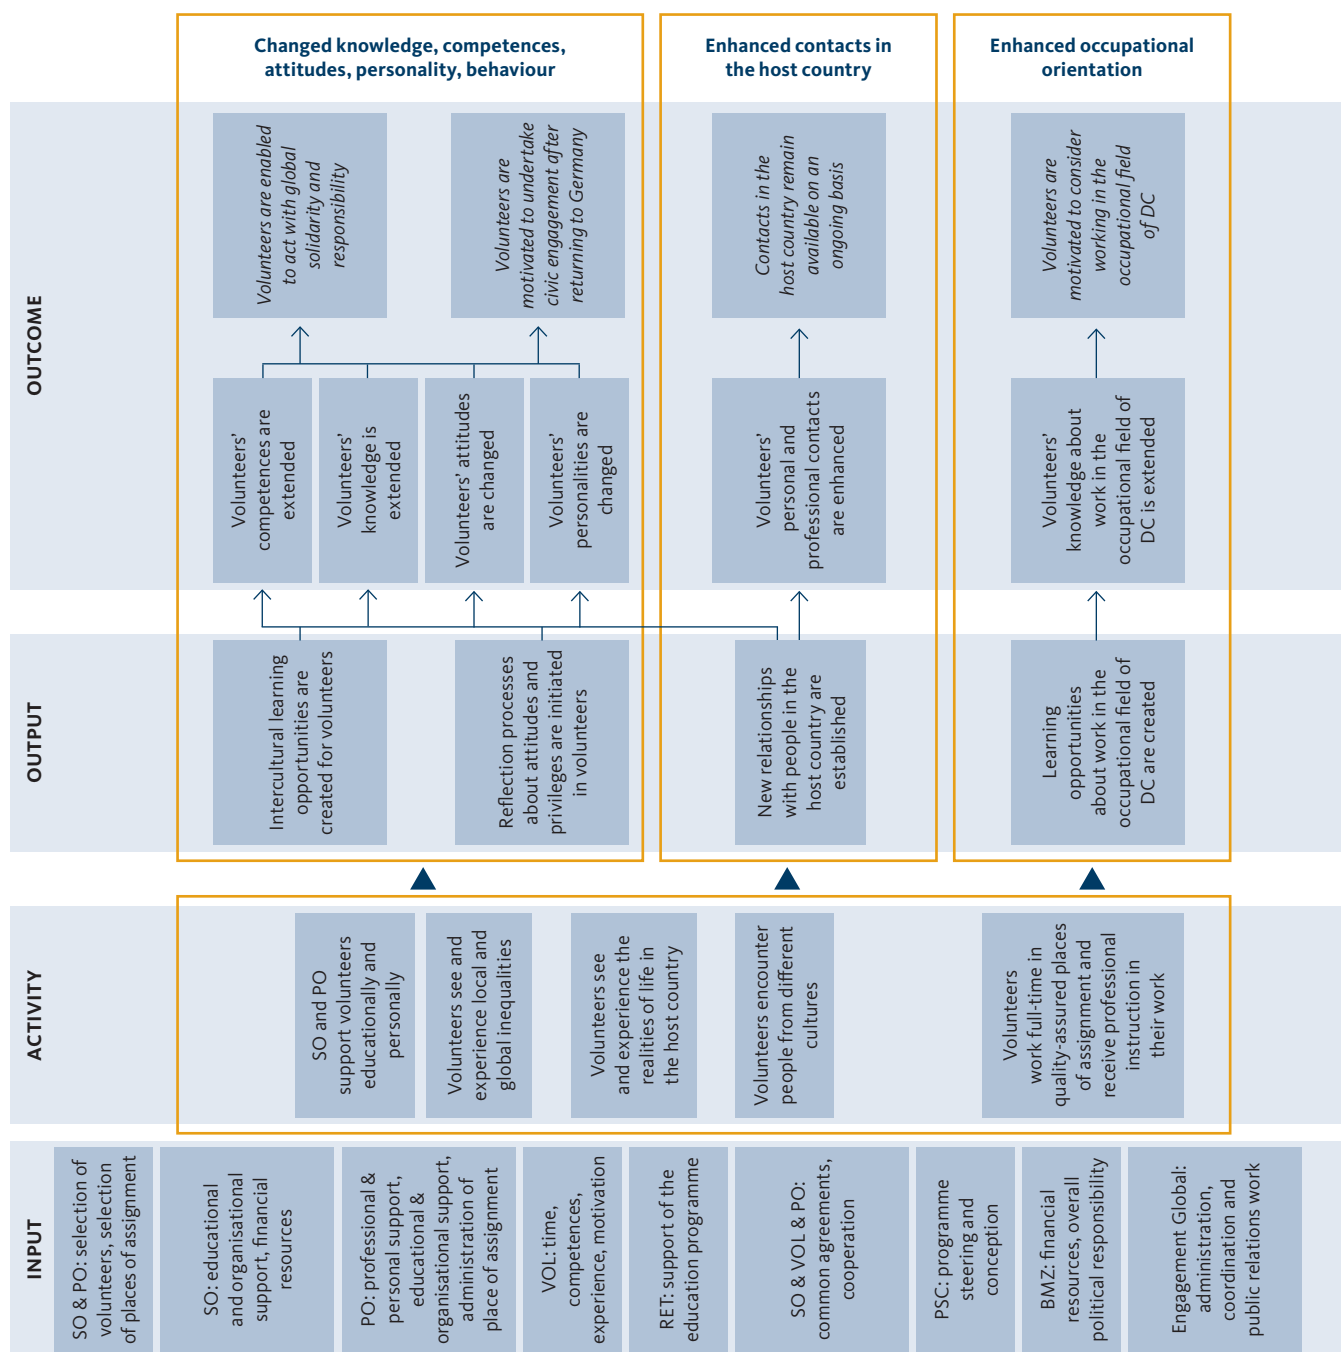 Changed knowledge, competences,
attitudes, personality, behaviour
Enhanced contacts in
the host country
Enhanced occupational
orientation
OUTCOME
Volunteers are enabled
to act with global
solidarity and
responsibility
Volunteers are
motivated to undertake
civic engagement after
returning to Germany
Contacts in the
host country remain
available on an
ongoing basis
Volunteers are
motivated to consider
working in the
occupational field
of DC
Volunteers'
competences are
extended
Volunteers'
knowledge is
extended
Volunteers' attitudes
are changed
Volunteers'
personalities are
changed
Volunteers'
personal and
professional contacts
are enhanced
Volunteers'
knowledge about
work in the
occupational field of
DC is extended
OUTPUT
Intercultural learning
opportunities are
created for volunteers
Reflection processes
about attitudes and
privileges are initiated
in volunteers
New relationships
with people in the
host country are
established
Learning
opportunities
about work in the
occupational field of
DC are created
ACTIVITY
SO and PO
support volunteers
educationally and
personally
Volunteers see and
experience local and
global inequalities
Volunteers see
and experience the
realities of life in
the host country
Volunteers encounter
people from different
cultures
Volunteers
work full-time in
quality-assured places
of assignment and
receive professional
instruction in
their work
INPUT
SO & PO: selection of
volunteers, selection
of places of assignment
SO: educational
and organisational
support, financial
resources
PO: professional &
personal support,
educational &
organisational support,
administration of
place of assignment
VOL: time,
competences,
experience, motivation
RET: support of the
education programme
SO & VOL & PO:
common agreements,
cooperation
PSC: programme
steering and
conception
BMZ: financial
resources, overall
political responsibility
Engagement Global:
administration,
coordination and
public relations work